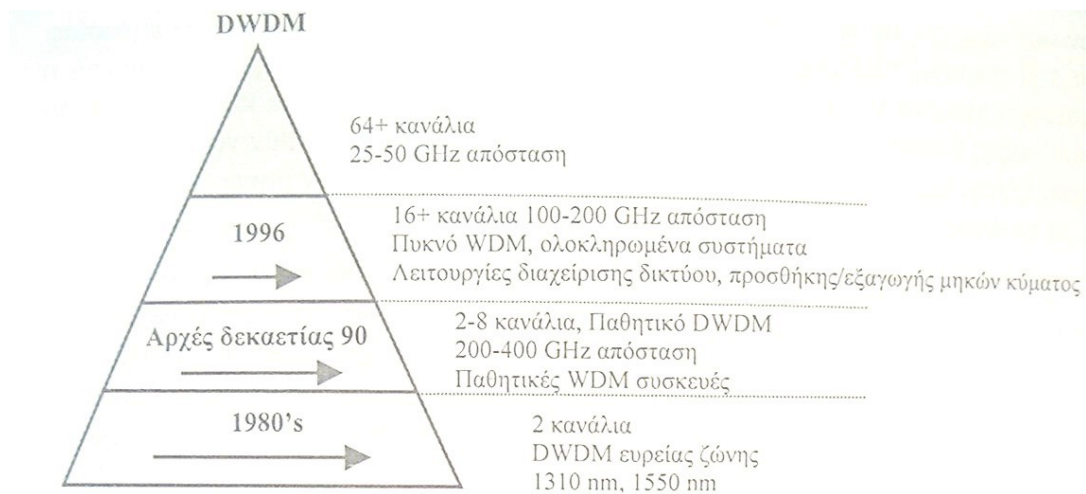 DWDM
64+ κανάλια
25-50 GHz απόσταση
1996
16+ κανάλια 100-200 GHz απόσταση
Πυκνό WDM, ολοκληρωμένα συστήματα
Λειτουργίες διαχείρισης δικτύου, προσθήκης/εξαγωγής μηκών κύματος
Αρχές δεκαετίας 90
2-8 κανάλια, Παθητικό DWDM
200-400 GHz απόσταση
Παθητικές WDM συσκευές
1980's
2 κανάλια
DWDM ευρείας ζώνης
1310 nm, 1550 nm